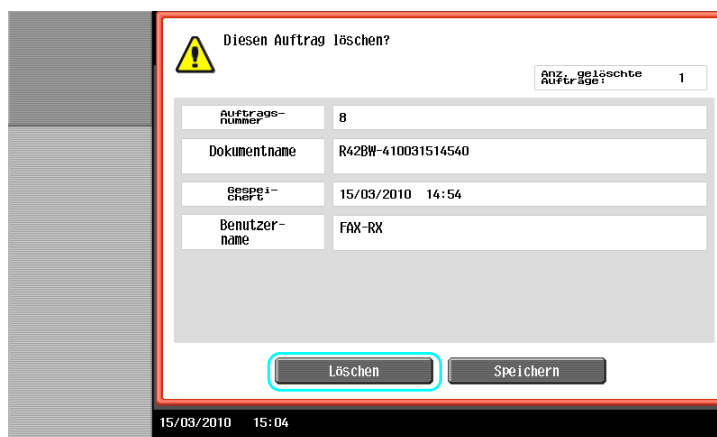 Diesen Auftrag löschen?
Anz. gelöschte
Aufträge:
1
Auftrags-
nummer
8
Dokumentname
R42BW-410031514540
Gespei-
chert
15/03/2010 14:54
Benutzer-
name
FAX-RX
Löschen
Speichern
15/03/2010 15:04